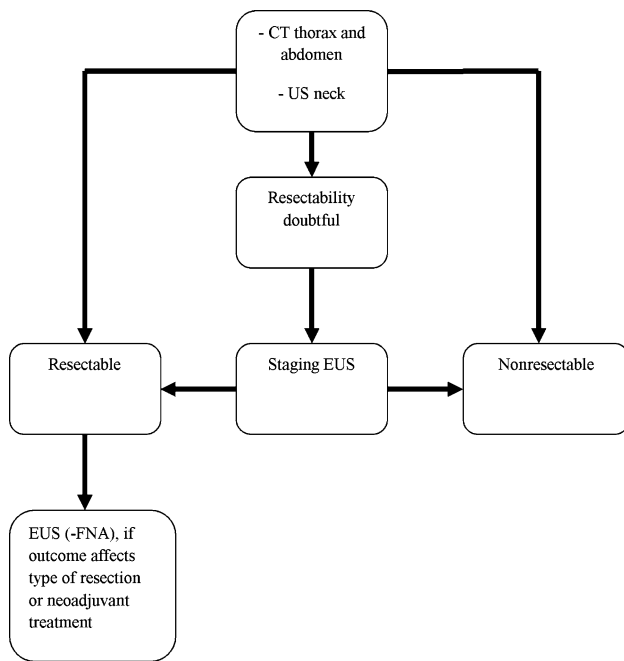 - CT thorax and
abdomen
- US neck
Resectability
doubtful
Resectable
Staging EUS
Nonresectable
EUS (-FNA), if
outcome affects
type of resection
or neoadjuvant
treatment